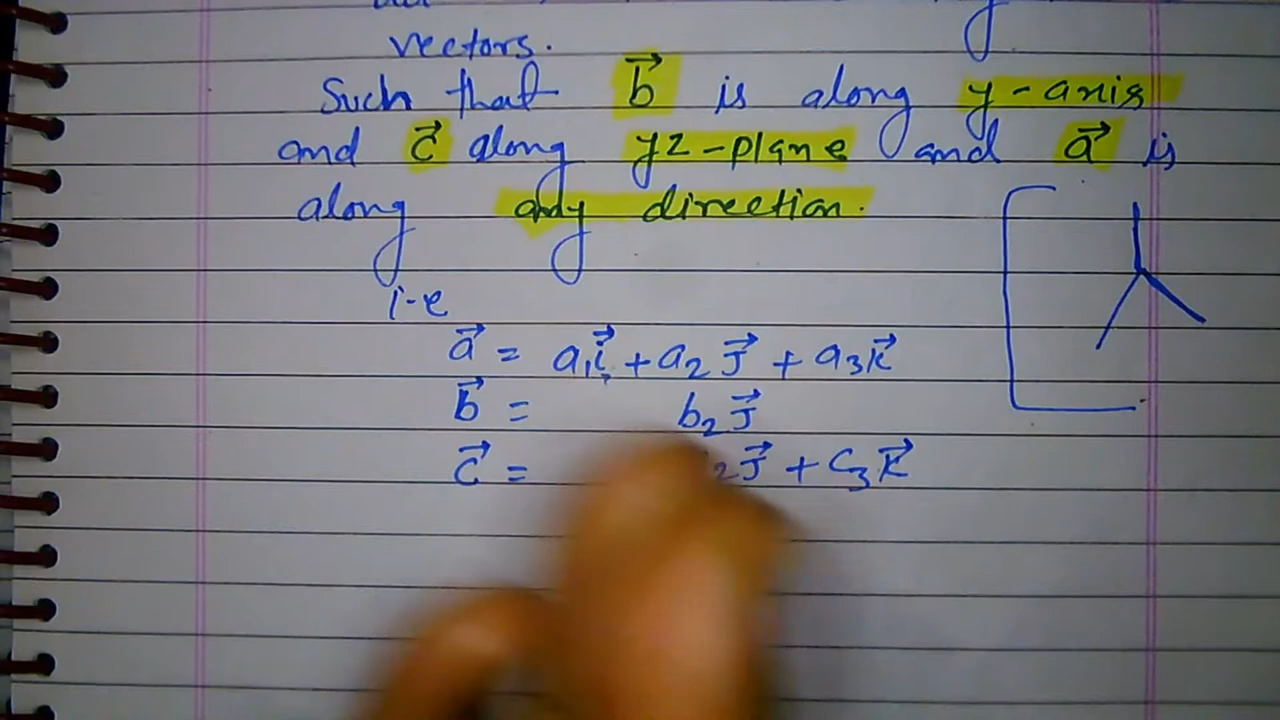 vectors.
Such that b⃗ is along y-axis
and c⃗ along yz-plane and a⃗ is
along any direction.
i-e
a⃗ = a₁i⃗ + a₂j⃗ + a₃k⃗
b⃗ = b₂j⃗
c⃗ = ₂j⃗ + c₃k⃗